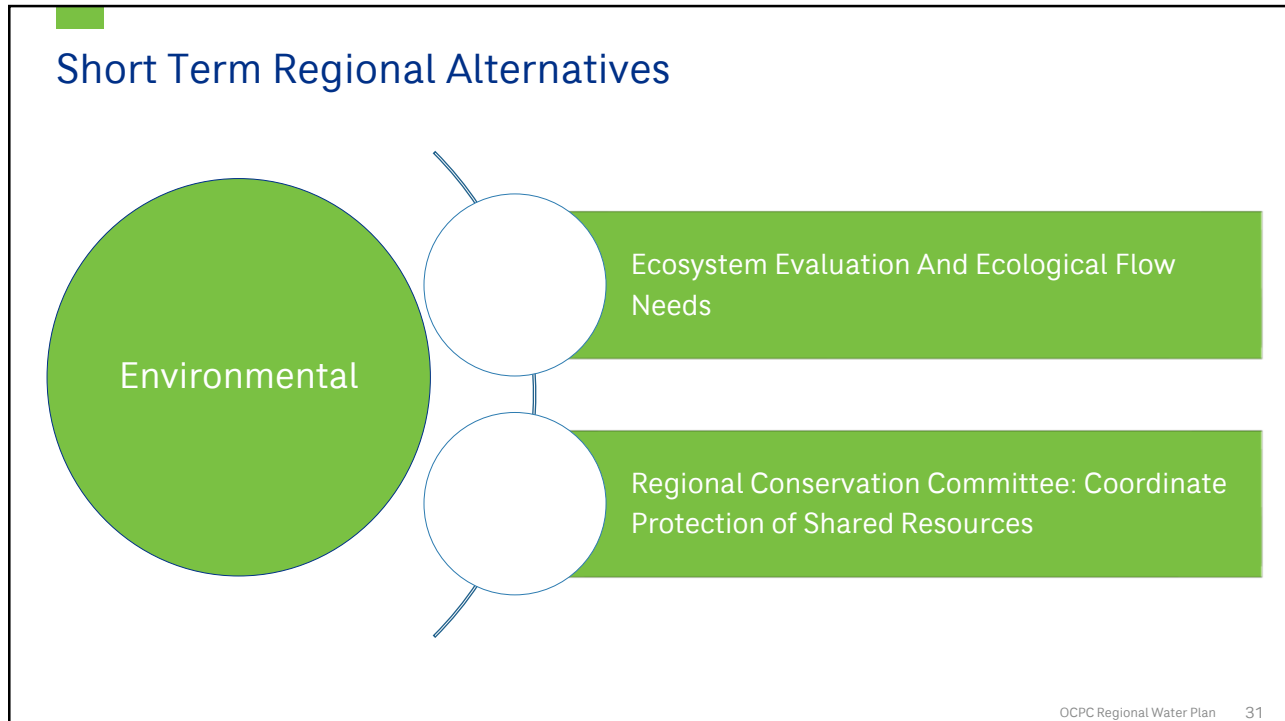 Short Term Regional Alternatives
Environmental
Ecosystem Evaluation And Ecological Flow
Needs
Regional Conservation Committee: Coordinate
Protection of Shared Resources
OCPC Regional Water Plan 31